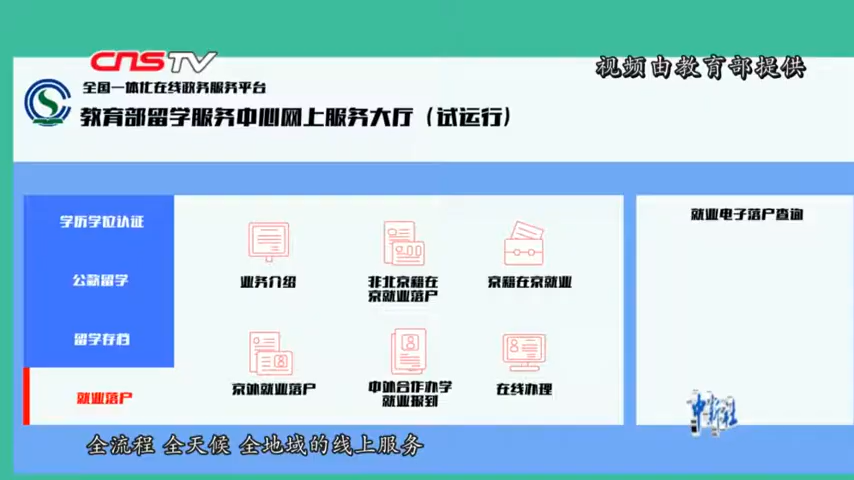 CNSTV
视频由教育部提供
全国一体化在线政务服务平台
教育部留学服务中心网上服务大厅（试运行）
学历学位认证
公款留学
留学存档
就业落户
业务介绍
非北京籍在
京就业落户
京籍在京就业
京外就业落户
中外合作办学
就业报到
在线办理
就业电子落户查询
中新社
全流程 全天候 全地域的线上服务